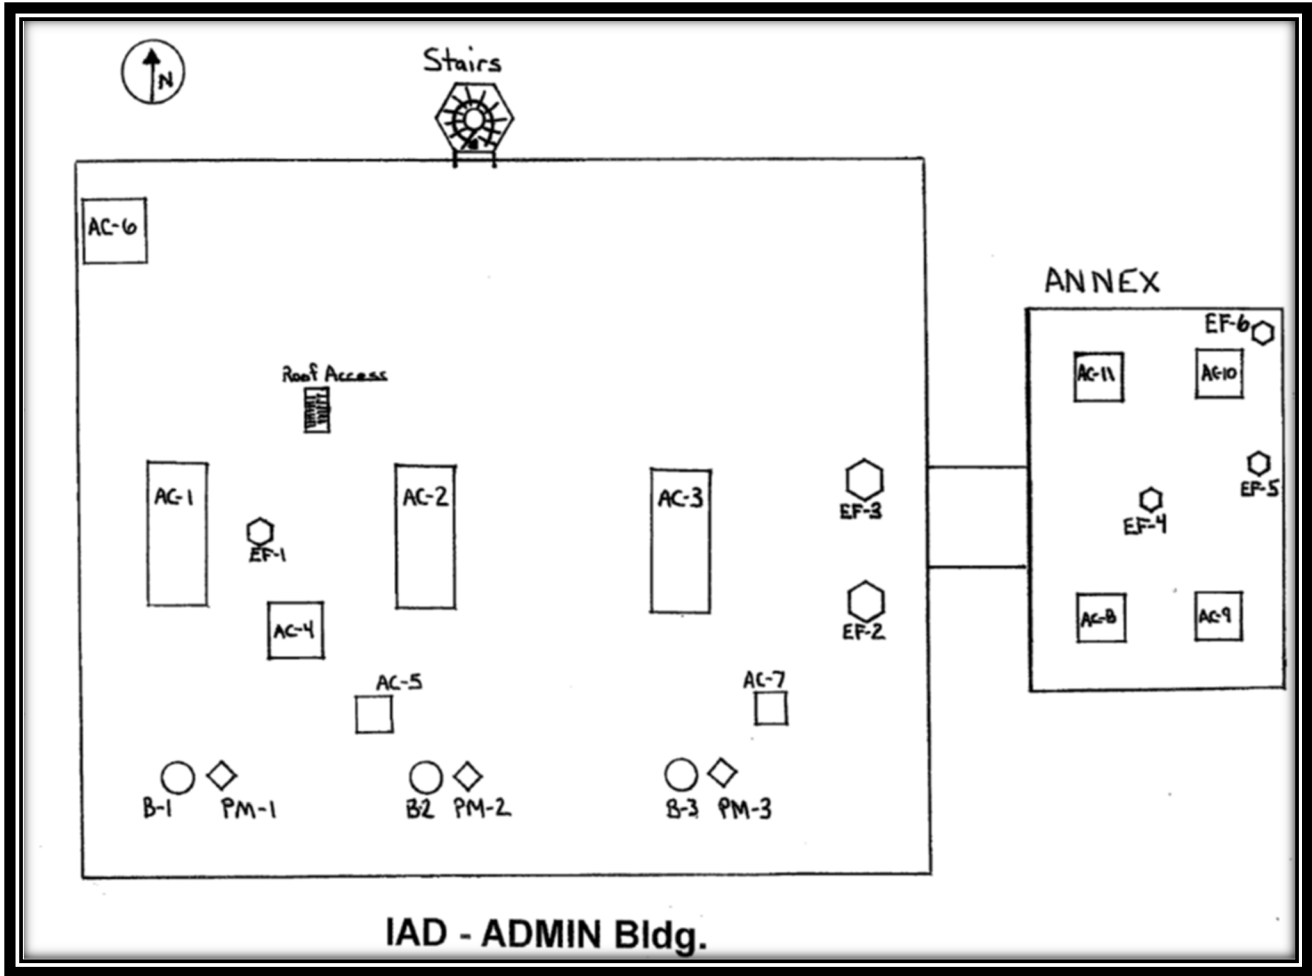 N
Stairs
AC-6
ANNEX
EF-6
AC-11
AC-10
Roof Access
AC-1
AC-2
AC-3
EF-3
EF-5
EF-4
EF-1
AC-4
EF-2
AC-8
AC-9
AC-5
AC-7
B-1 PM-1
B2 PM-2
B-3 PM-3
IAD - ADMIN Bldg.